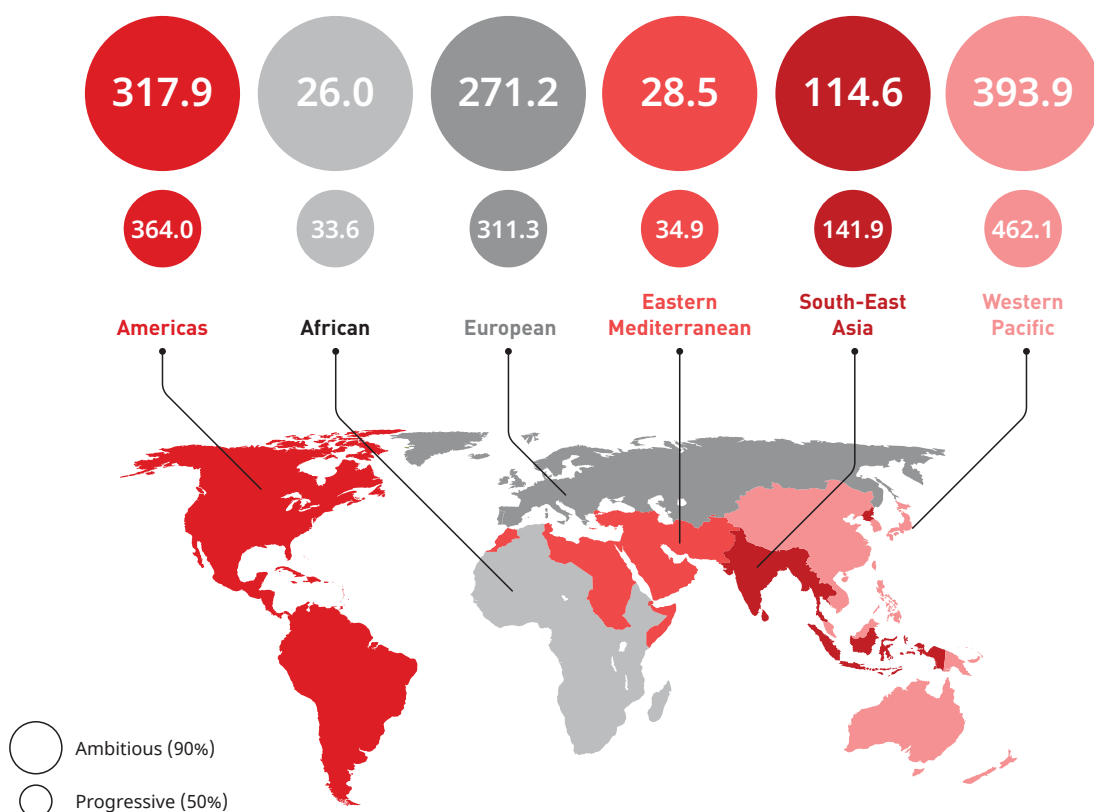 317.9
26.0
271.2
28.5
114.6
393.9
364.0
33.6
311.3
34.9
141.9
462.1
Americas
African
European
Eastern
Mediterranean
South-East
Asia
Western
Pacific
Ambitious (90%)
Progressive (50%)